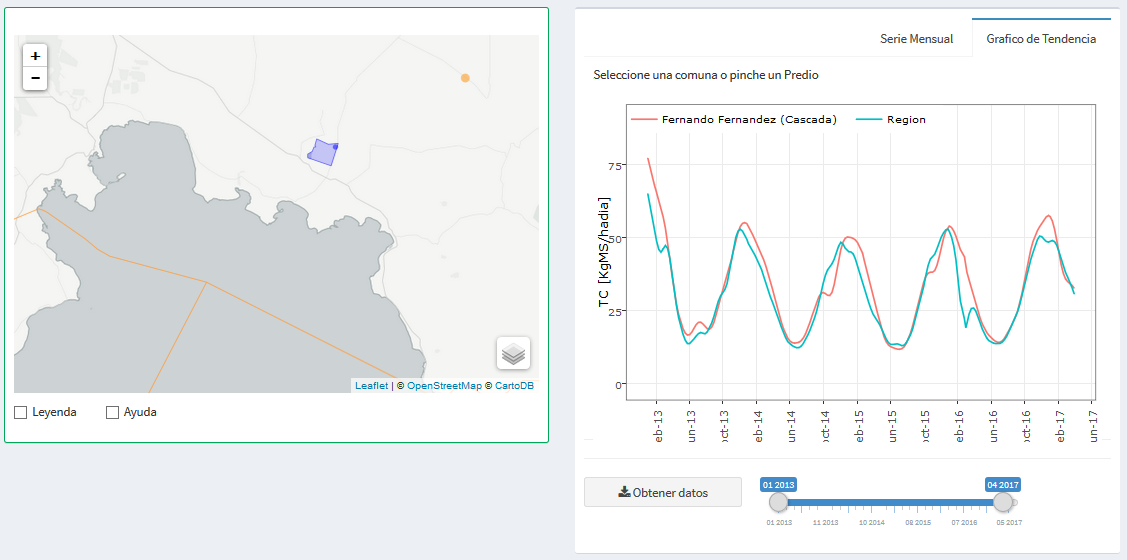 +
−
Leaflet | © OpenStreetMap © CartoDB
Leyenda
Ayuda
Serie Mensual
Grafico de Tendencia
Seleccione una comuna o pinche un Predio
Fernando Fernandez (Cascada)
Region
TC [KgMS/hadia]
75
50
25
0
eb-13
un-13
oct-13
eb-14
un-14
oct-14
eb-15
un-15
oct-15
eb-16
un-16
oct-16
eb-17
un-17
Obtener datos
01 2013
04 2017
01 2013
11 2013
10 2014
08 2015
07 2016
05 2017